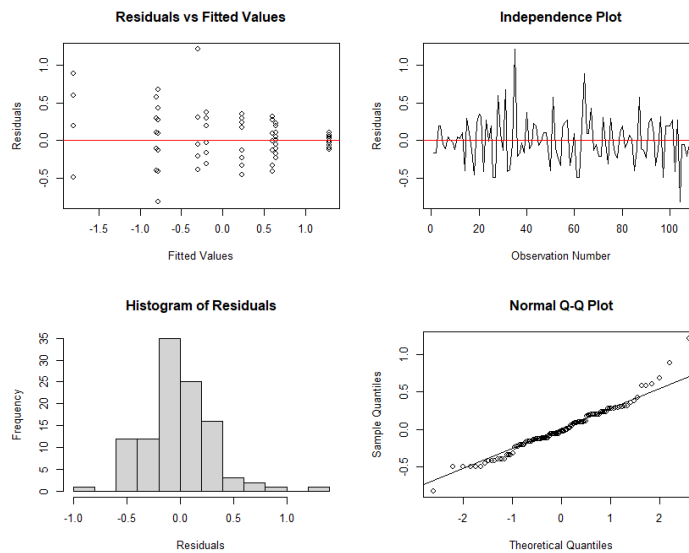 Residuals vs Fitted Values
Residuals
-0.5 0.0 0.5 1.0
-1.5 -1.0 -0.5 0.0 0.5 1.0
Fitted Values
Independence Plot
Residuals
-0.5 0.0 0.5 1.0
0 20 40 60 80 100
Observation Number
Histogram of Residuals
Frequency
0 5 10 15 25 35
-1.0 -0.5 0.0 0.5 1.0
Residuals
Normal Q-Q Plot
Sample Quantiles
-0.5 0.0 0.5 1.0
-2 -1 0 1 2
Theoretical Quantiles